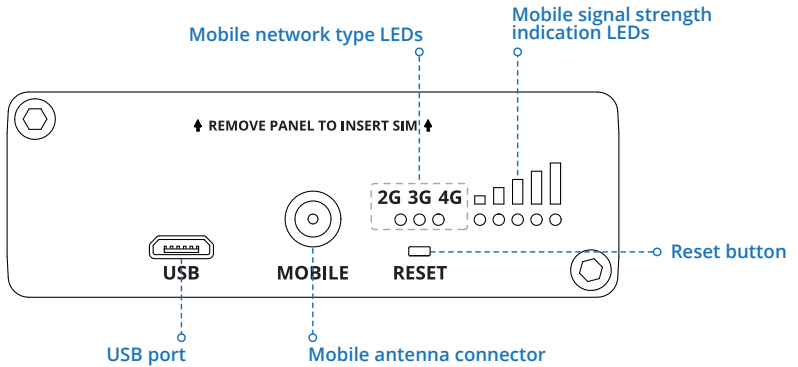 Mobile network type LEDs
Mobile signal strength
indication LEDs
REMOVE PANEL TO INSERT SIM
2G 3G 4G
USB
MOBILE
RESET
Reset button
USB port
Mobile antenna connector